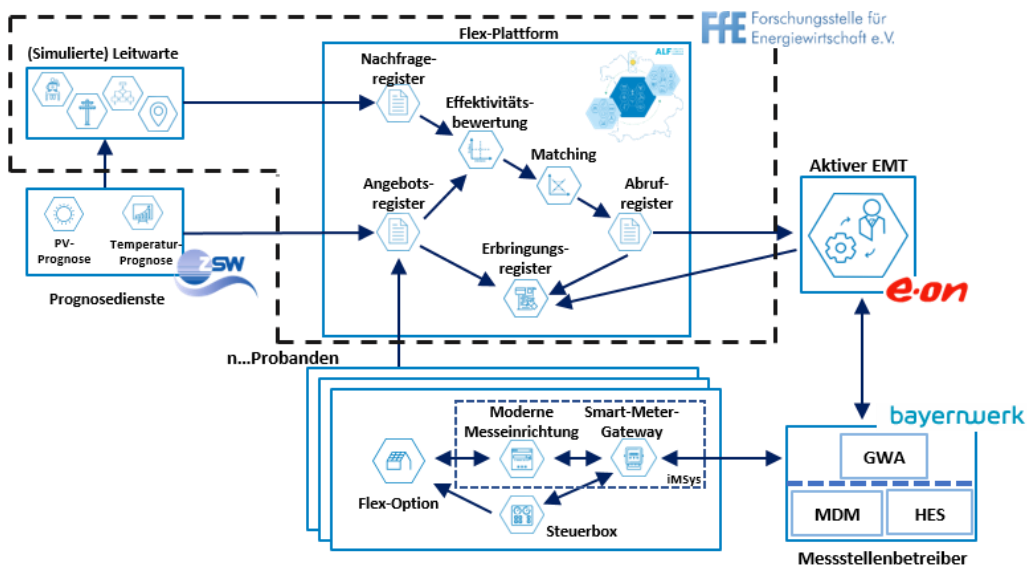 Flex-Plattform
FfE Forschungsstelle für
Energiewirtschaft e.V.
(Simulierte) Leitwarte
Nachfrage-
register
ALF
Effektivitäts-
bewertung
Matching
Aktiver EMT
Angebots-
register
Abruf-
register
PV-
Prognose
Temperatur-
Prognose
ZSW
Erbringungs-
register
e·on
Prognosedienste
n...Probanden
Moderne
Messeinrichtung
Smart-Meter-
Gateway
bayernwerk
GWA
iMSys
Flex-Option
Steuerbox
MDM
HES
Messstellenbetreiber